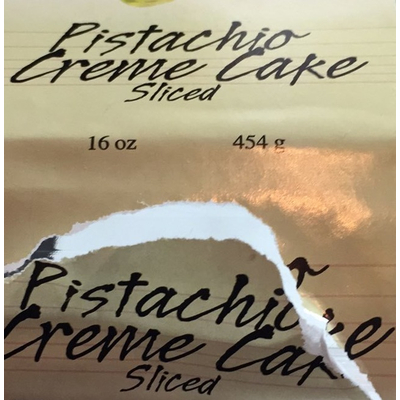 Pistachio
Creme Cake
Sliced
16 oz 454 g
Pistachio
Creme Cake
Sliced